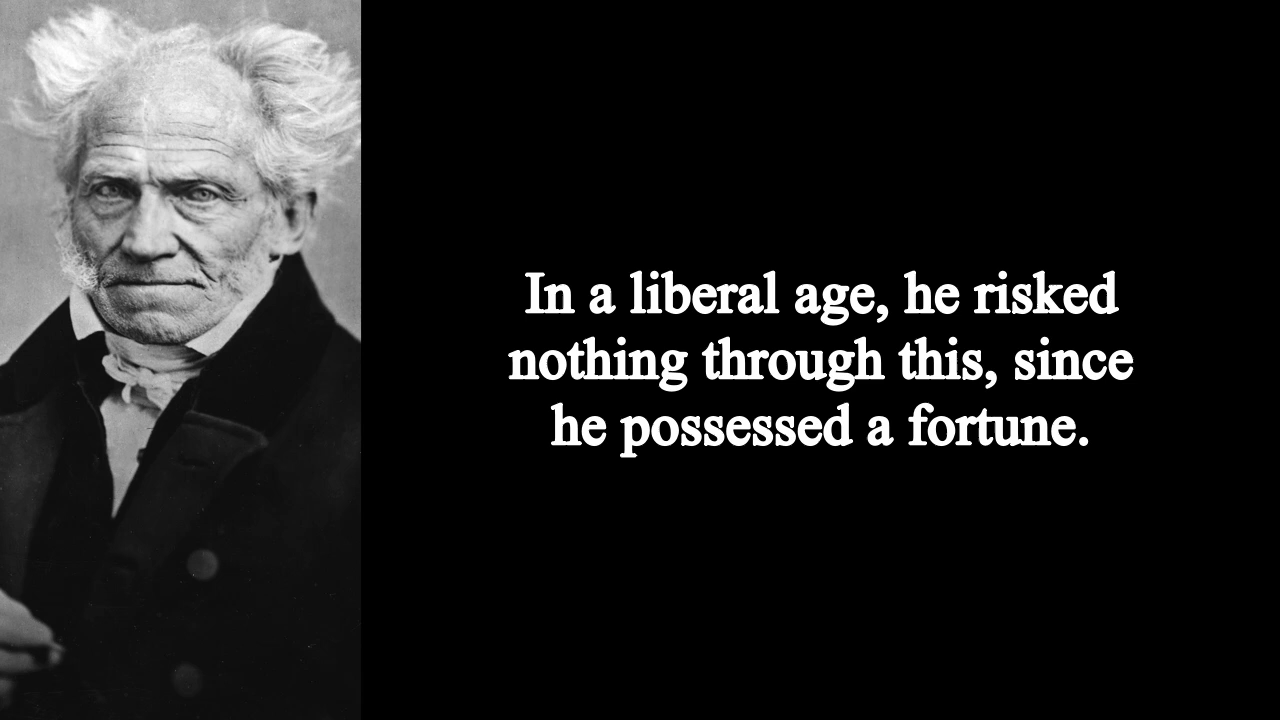 In a liberal age, he risked
nothing through this, since
he possessed a fortune.